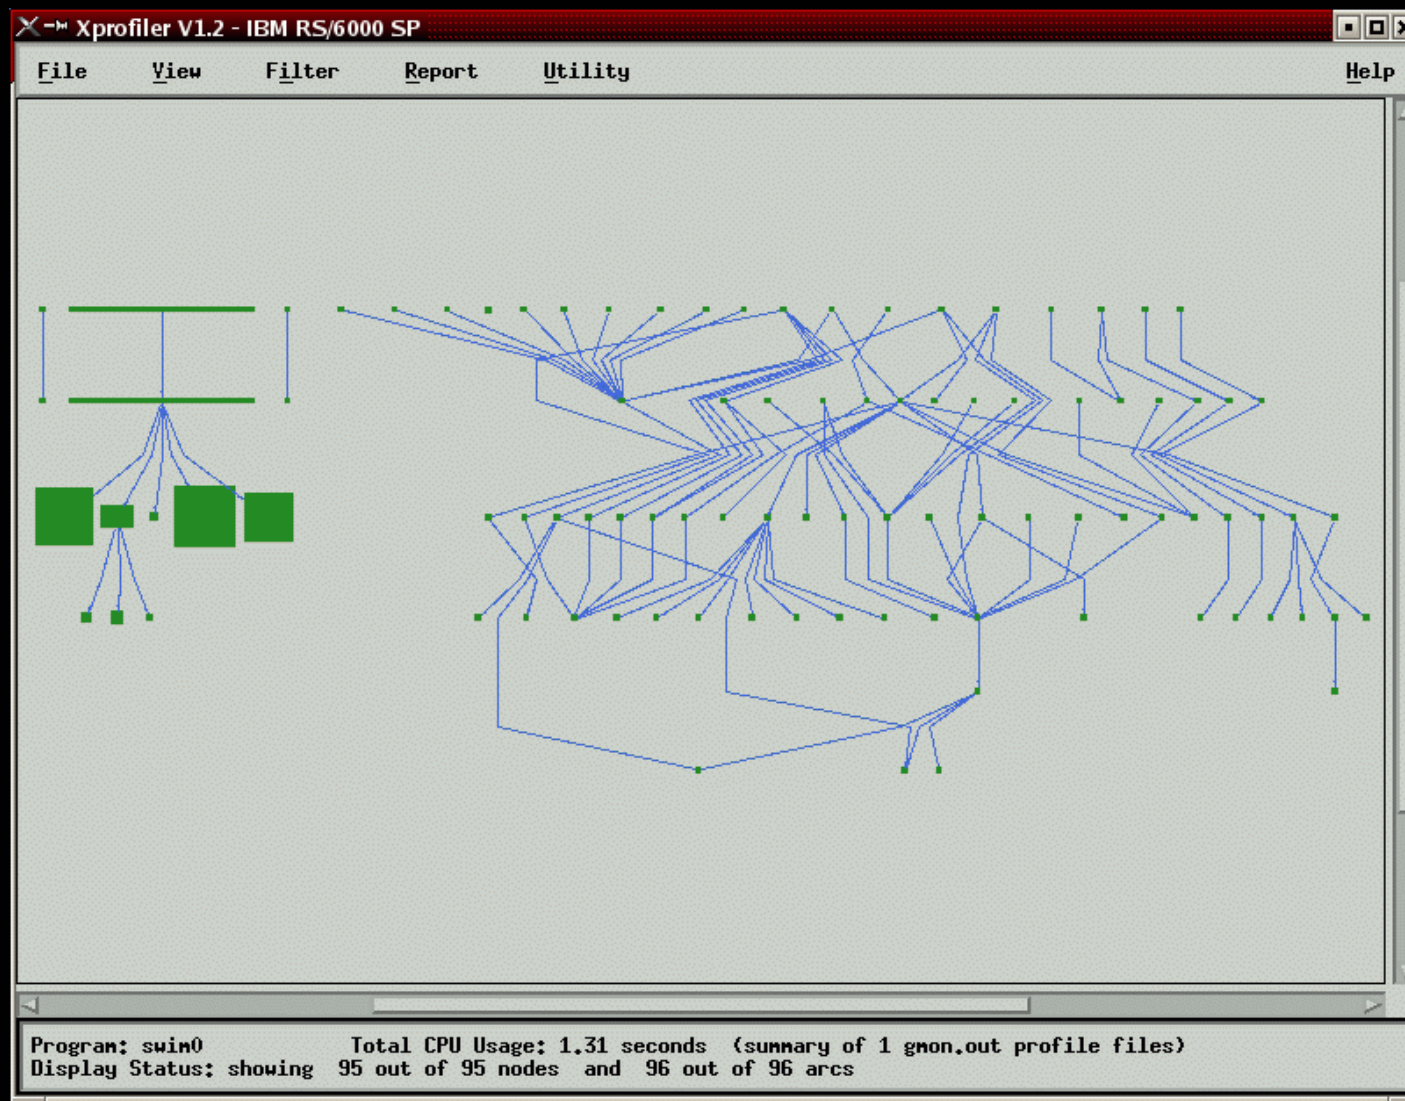 Xprofiler V1.2 - IBM RS/6000 SP
File View Filter Report Utility Help
Program: swim0 Total CPU Usage: 1.31 seconds (summary of 1 gmon.out profile files)
Display Status: showing 95 out of 95 nodes and 96 out of 96 arcs